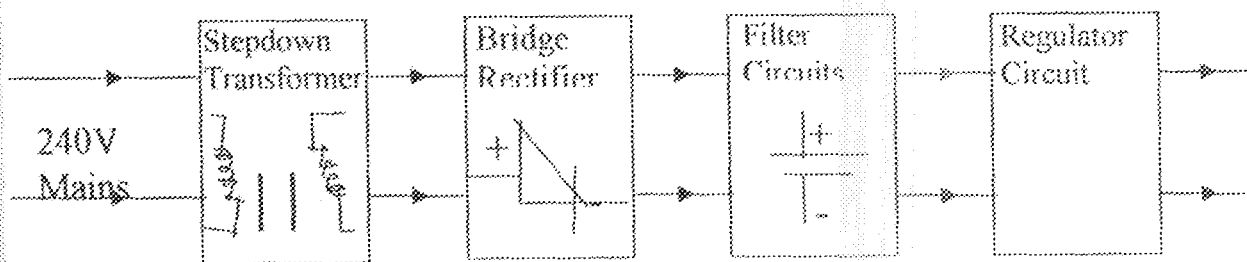 Stepdown
Transformer
Bridge
Rectifier
Filter
Circuits
Regulator
Circuit
240V
Mains
+
-
+
-